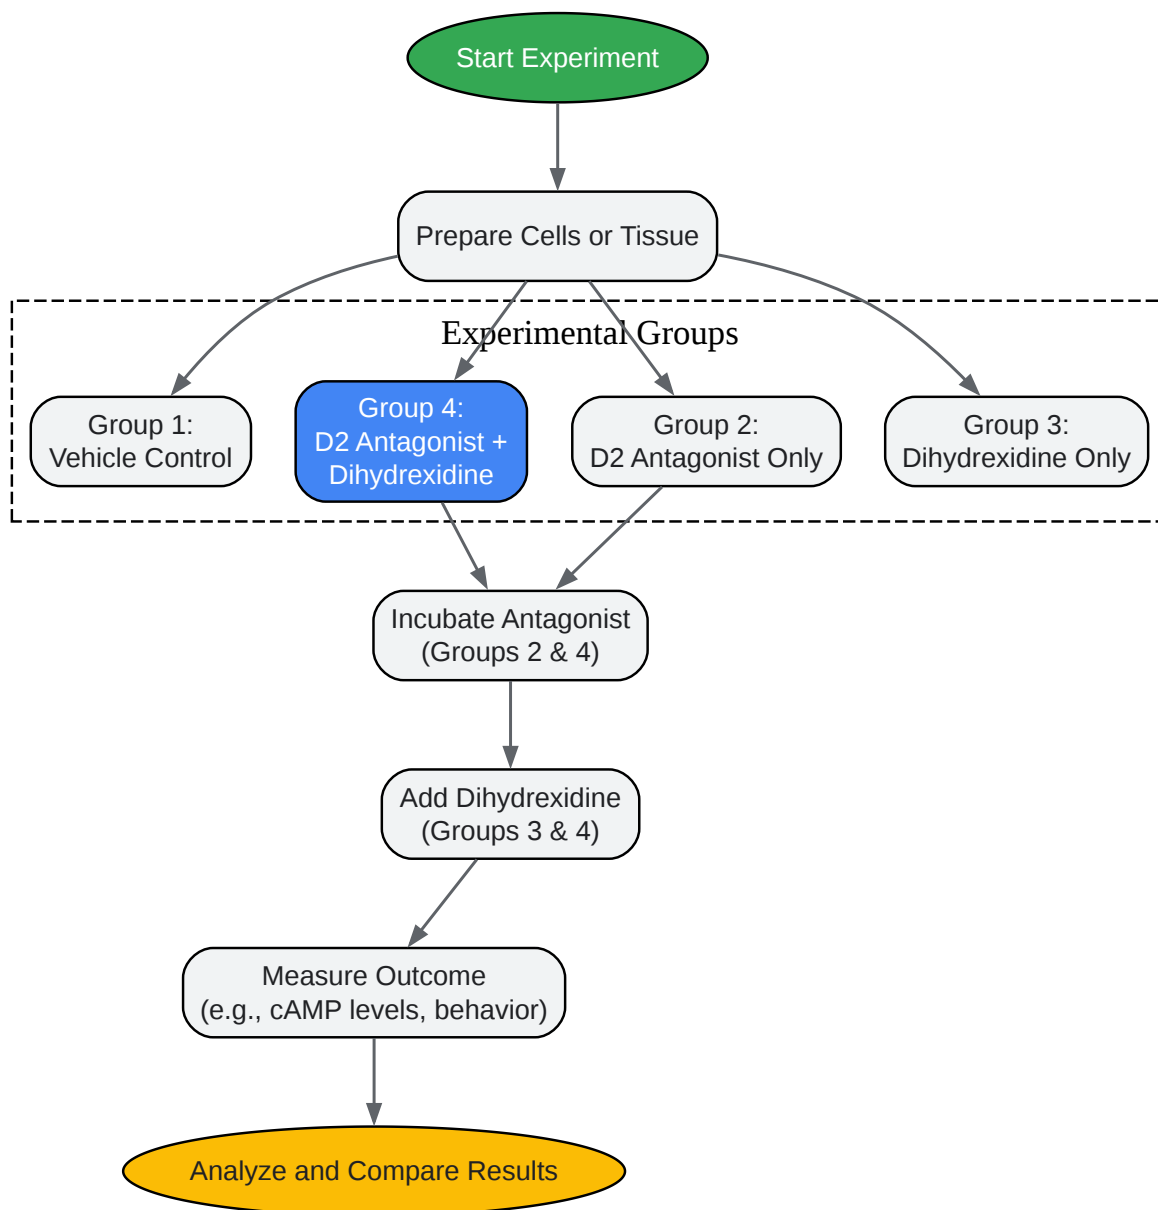 Start Experiment
Prepare Cells or Tissue
Experimental Groups
Group 1:
Vehicle Control
Group 4:
D2 Antagonist +
Dihydrexidine
Group 2:
D2 Antagonist Only
Group 3:
Dihydrexidine Only
Incubate Antagonist
(Groups 2 & 4)
Add Dihydrexidine
(Groups 3 & 4)
Measure Outcome
(e.g., cAMP levels, behavior)
Analyze and Compare Results